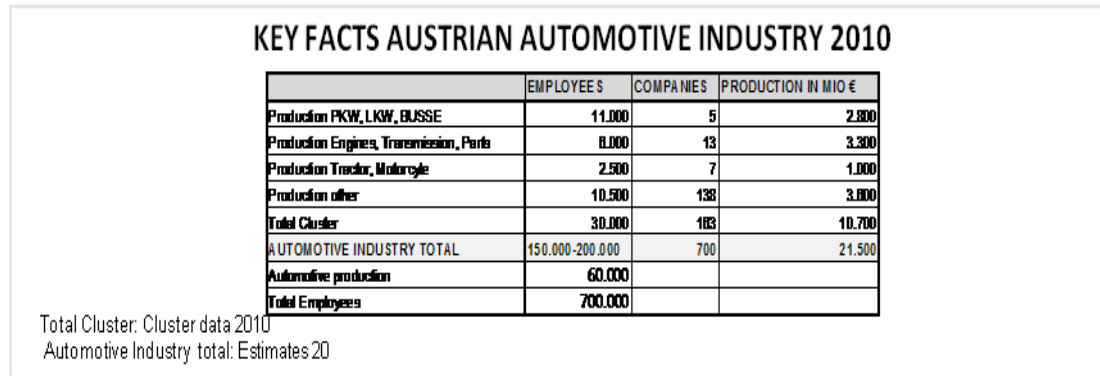 KEY FACTS AUSTRIAN AUTOMOTIVE INDUSTRY 2010
EMPLOYEES COMPANIES PRODUCTION IN MIO €
Production PKW, LKW, BUSSE 11.000 5 2.800
Production Engines, Transmission, Parts 6.000 13 3.300
Production Tractor, Motorcyle 2.500 7 1.000
Production other 10.500 138 3.600
Total Cluster 30.000 163 10.700
AUTOMOTIVE INDUSTRY TOTAL 150.000-200.000 700 21.500
Automotive production 60.000
Total Employees 700.000
Total Cluster: Cluster data 2010
Automotive Industry total: Estimates 20